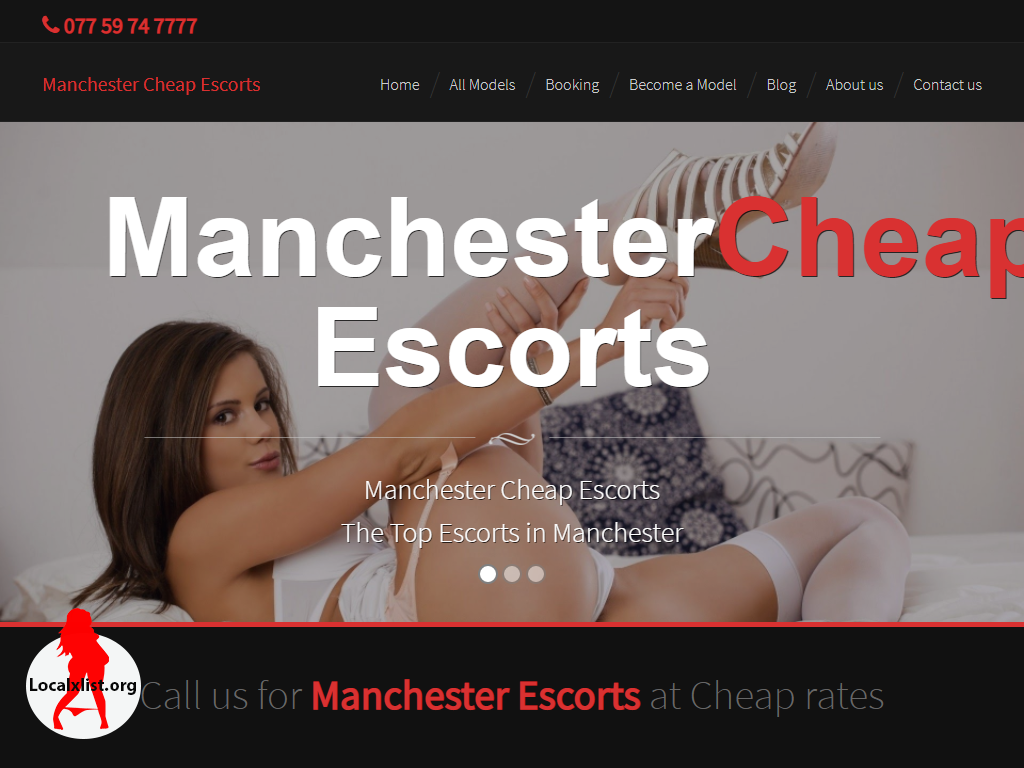 077 59 74 7777
Manchester Cheap Escorts
Home / All Models / Booking / Become a Model / Blog / About us / Contact us
ManchesterCheap
Escorts
Manchester Cheap Escorts
The Top Escorts in Manchester
Localxlist.org
Call us for Manchester Escorts at Cheap rates